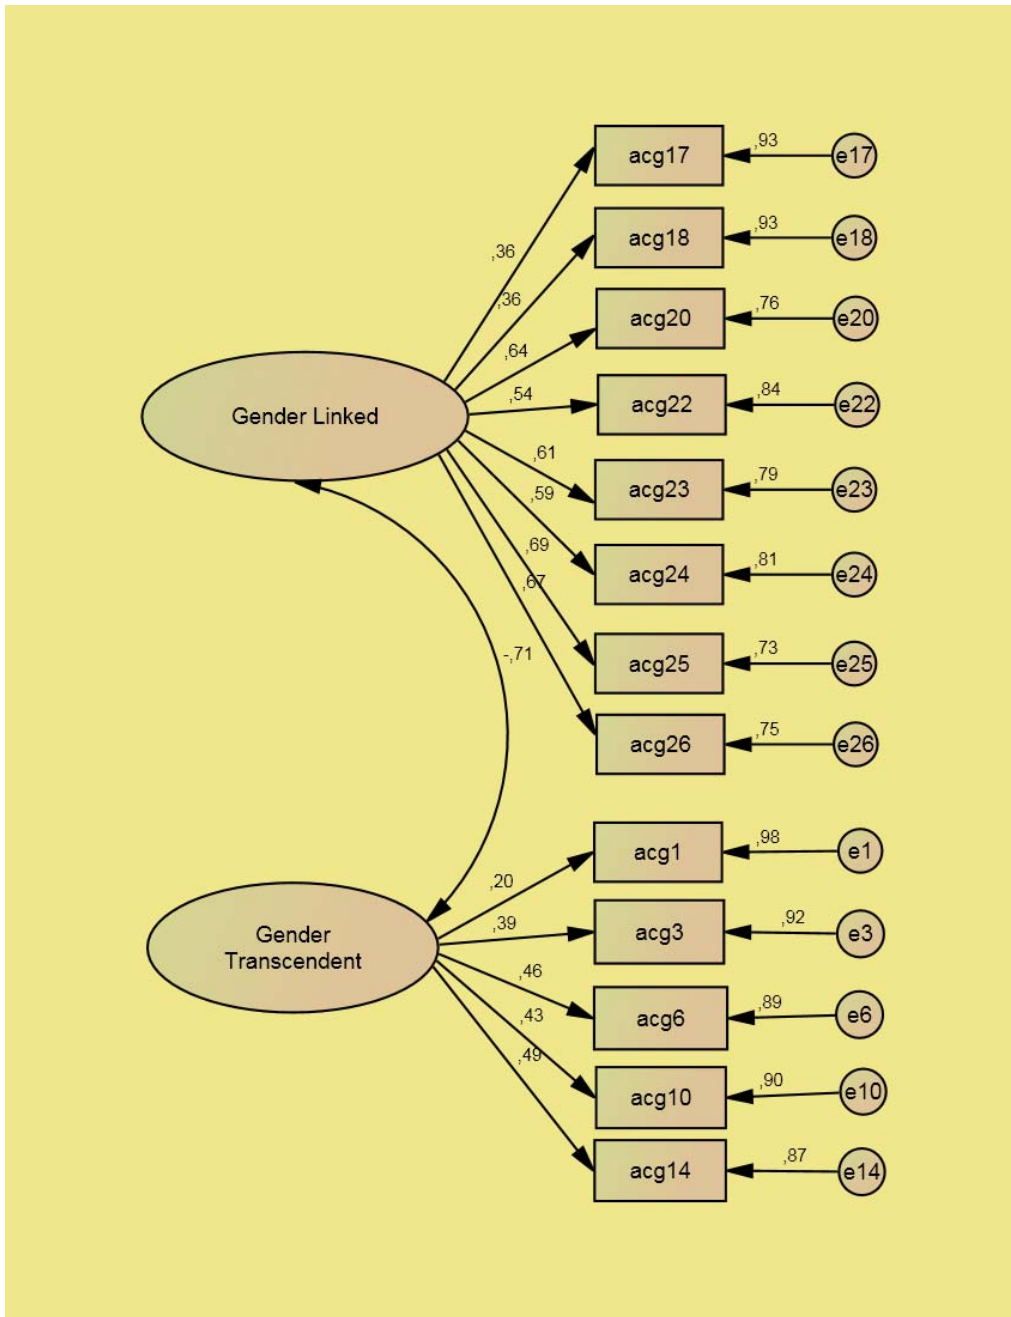 acg17
,93
e17
,36
acg18
,93
e18
,36
acg20
,76
e20
,64
Gender Linked
,54
acg22
,84
e22
,61
acg23
,79
e23
,59
acg24
,81
e24
,69
,67
acg25
,73
e25
-,71
acg26
,75
e26
acg1
,98
e1
,20
Gender
Transcendent
,39
acg3
,92
e3
,46
acg6
,89
e6
,43
acg10
,90
e10
,49
acg14
,87
e14